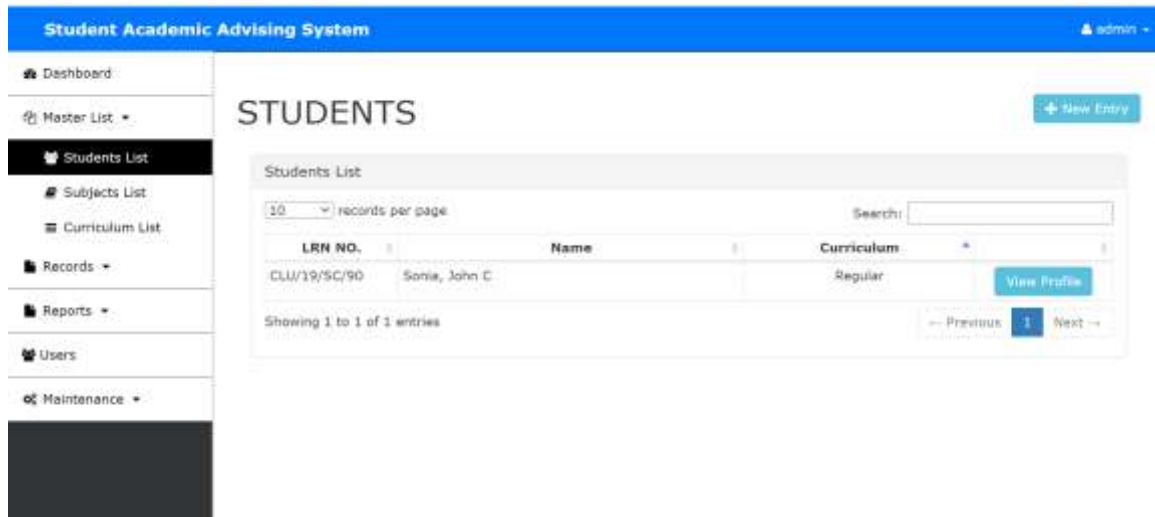 Student Academic Advising System
admin
Dashboard
Master List
Students List
Subjects List
Curriculum List
Records
Reports
Users
Maintenance
STUDENTS
+ New Entry
Students List
10 records per page
Search:
LRN NO. Name Curriculum
CLU/19/SC/90 Sonia, John C Regular View Profile
Showing 1 to 1 of 1 entries
← Previous 1 Next →